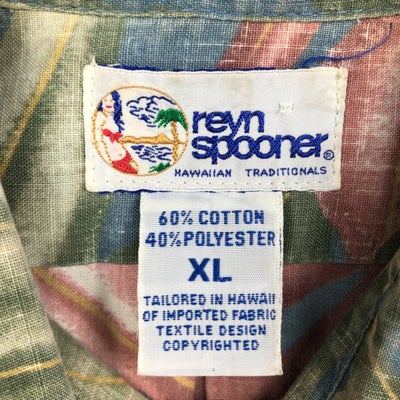 reyn
spooner®
HAWAIIAN TRADITIONALS
60% COTTON
40% POLYESTER
XL
TAILORED IN HAWAII
OF IMPORTED FABRIC
TEXTILE DESIGN
COPYRIGHTED